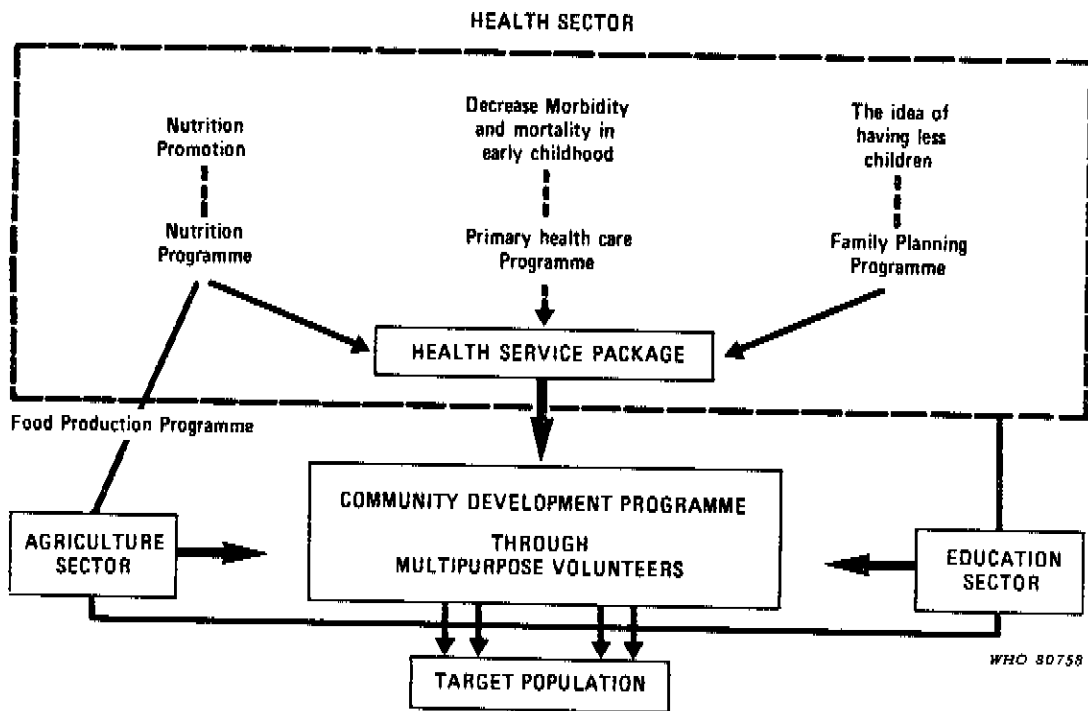 HEALTH SECTOR
Nutrition
Promotion
Decrease Morbidity
and mortality in
early childhood
The idea of
having less
children
Nutrition
Programme
Primary health care
Programme
Family Planning
Programme
HEALTH SERVICE PACKAGE
Food Production Programme
COMMUNITY DEVELOPMENT PROGRAMME
THROUGH
MULTIPURPOSE VOLUNTEERS
AGRICULTURE
SECTOR
EDUCATION
SECTOR
TARGET POPULATION
WHO 80758